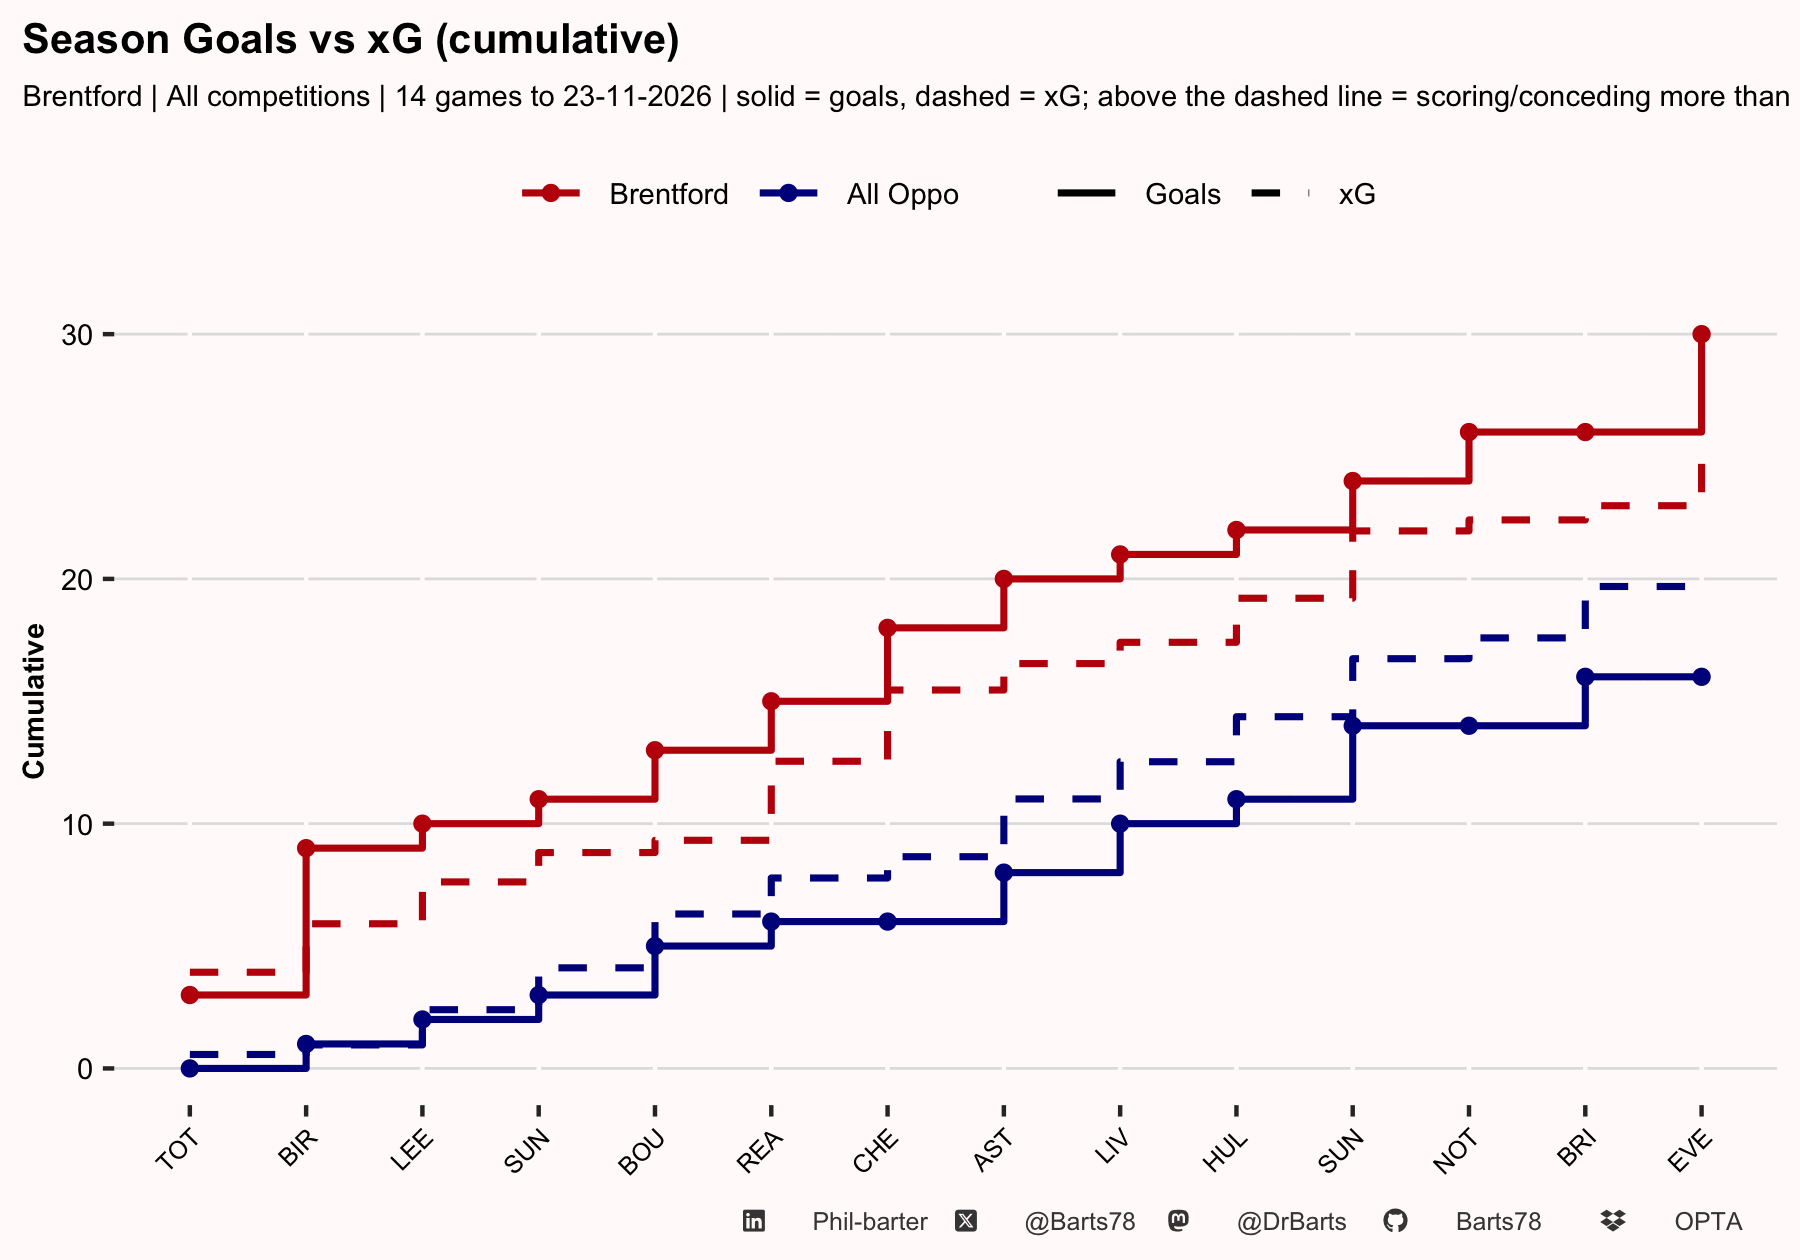 Season Goals vs xG (cumulative)
Brentford | All competitions | 14 games to 23-11-2026 | solid = goals, dashed = xG; above the dashed line = scoring/conceding more than
Brentford All Oppo Goals xG
30
20
10
0
Cumulative
TOT BIR LEE SUN BOU REA CHE AST LIV HUL SUN NOT BRI EVE
Phil-barter @Barts78 @DrBarts Barts78 OPTA